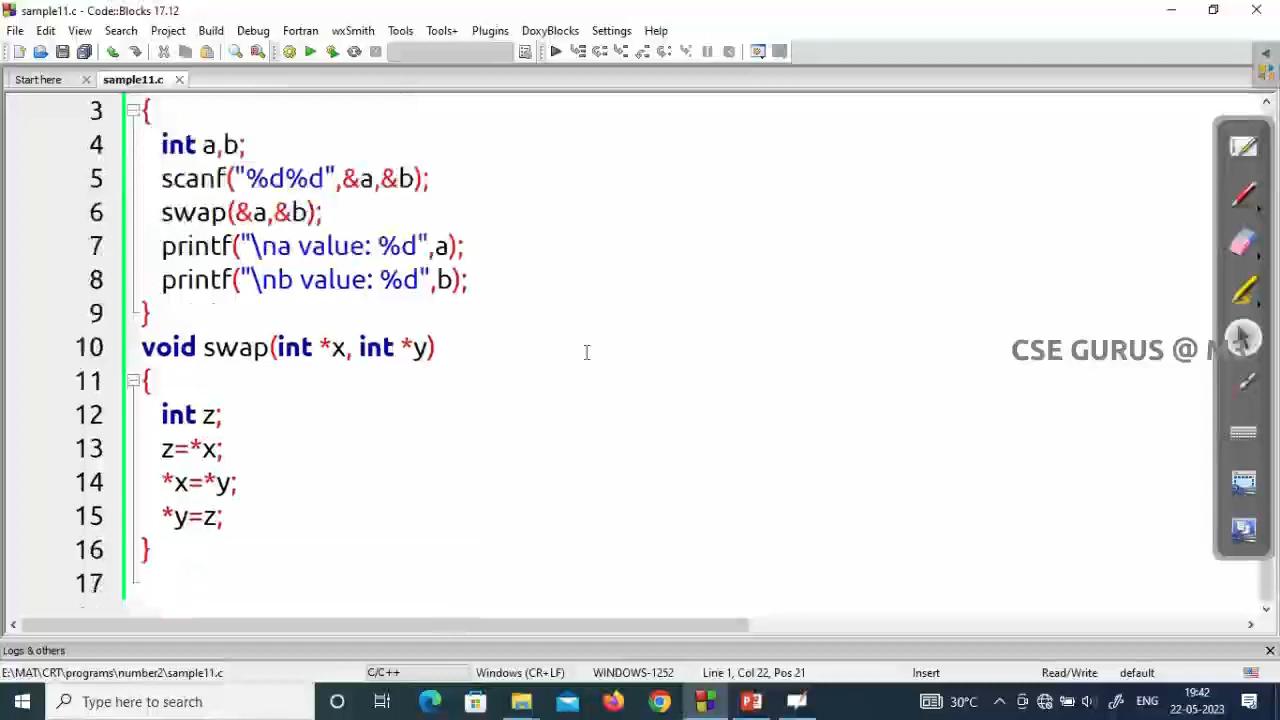 sample11.c - Code::Blocks 17.12
File Edit View Search Project Build Debug Fortran wxSmith Tools Tools+ Plugins DoxyBlocks Settings Help
Start here sample11.c
3 {
4 int a,b;
5 scanf("%d%d",&a,&b);
6 swap(&a,&b);
7 printf("\na value: %d",a);
8 printf("\nb value: %d",b);
9 }
10 void swap(int *x, int *y)
11 {
12 int z;
13 z=*x;
14 *x=*y;
15 *y=z;
16 }
17
CSE GURUS @
Logs & others
E:\MAT\CRT\programs\number2\sample11.c C/C++ Windows (CR+LF) WINDOWS-1252 Line 1, Col 22, Pos 21 Insert Read/Write default
Type here to search 30°C ENG 19:42
22-05-2023